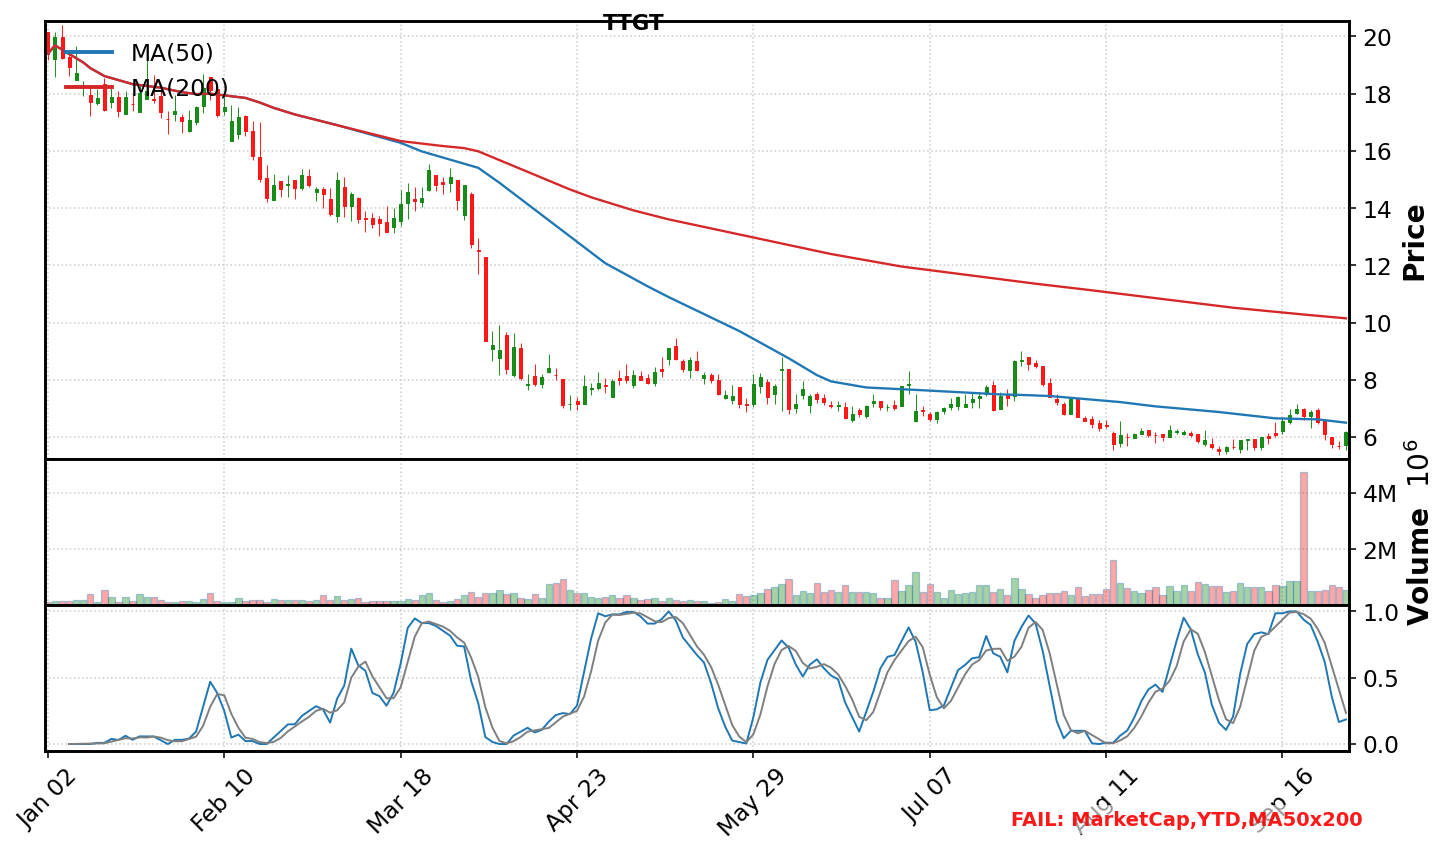 TTGT
MA(50)
MA(200)
20
18
16
14
12
10
8
6
Price
4M
2M
Volume 10⁶
1.0
0.5
0.0
Jan 02
Feb 10
Mar 18
Apr 23
May 29
Jul 07
Aug 11
Sep 16
FAIL: MarketCap,YTD,MA50x200